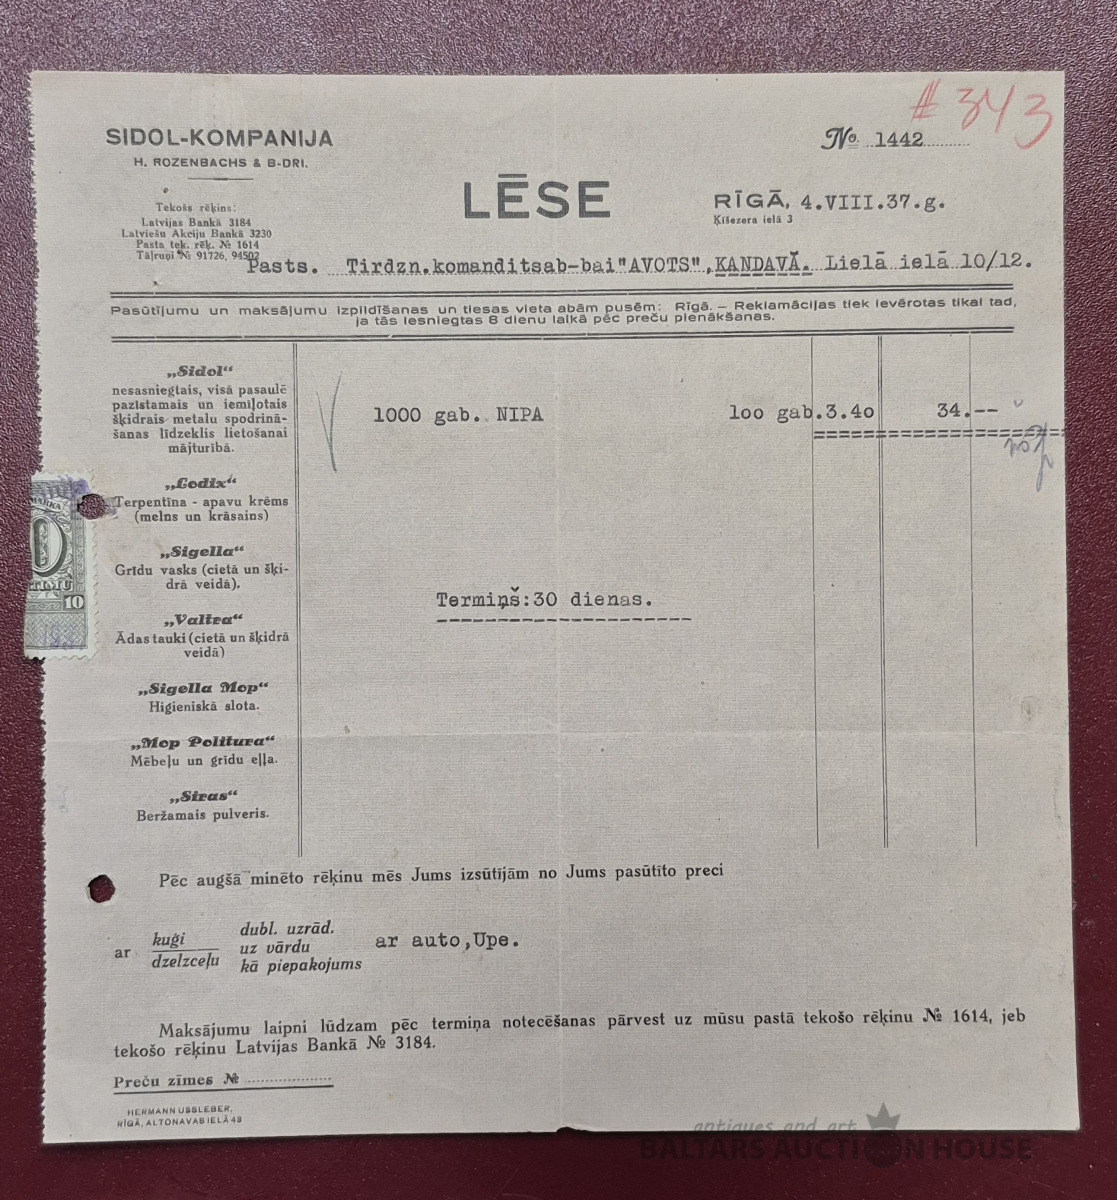 # 343
SIDOL-KOMPANIJA
H. ROZENBACHS & B-DRI.
№ 1442
LĒSE
RĪGĀ, 4.VIII.37.g.
Ķīšezera ielā 3
Tekošs rēķins:
Latvijas Bankā 3184
Latviešu Akciju Bankā 3230
Pasta tek. rēķ. № 1614
Tālruņi № 91726, 94502
Pasts. Tirdzn.komanditsab-bai"AVOTS",KANDAVĀ. Lielā ielā 10/12.
Pasūtījumu un maksājumu izpildīšanas un tiesas vieta abām pusēm: Rīgā. — Reklamācijas tiek ievērotas tikai tad,
ja tās iesniegtas 8 dienu laikā pēc preču pienākšanas.
„Sidol“
nesasniegtais, visā pasaulē
pazīstamais un iemiļotais
šķidrais metalu spodrinā-
šanas līdzeklis lietošanai
mājturībā.
1000 gab. NIPA 100 gab.3.40 34.--
„Lodix“
Terpentīna - apavu krēms
(melns un krāsains)
„Sigella“
Grīdu vasks (cietā un šķi-
drā veidā).
Termiņš:30 dienas.
„Valtra“
Ādas tauki (cietā un šķidrā
veidā)
„Sigella Mop“
Higieniskā slota.
„Mop Politura“
Mēbeļu un grīdu eļļa.
„Siras“
Beržamais pulveris.
10
Pēc augšā minēto rēķinu mēs Jums izsūtījām no Jums pasūtīto preci
ar kuģi dzelzceļu
dubl. uzrād.
uz vārdu
kā piepakojums
ar auto,Upe.
Maksājumu laipni lūdzam pēc termiņa notecēšanas pārvest uz mūsu pastā tekošo rēķinu № 1614, jeb
tekošo rēķinu Latvijas Bankā № 3184.
Preču zīmes №
HERMANN USSLEBER,
RĪGĀ, ALTONAVAS IELĀ 43
antiques and art
BALTARS AUCTION HOUSE